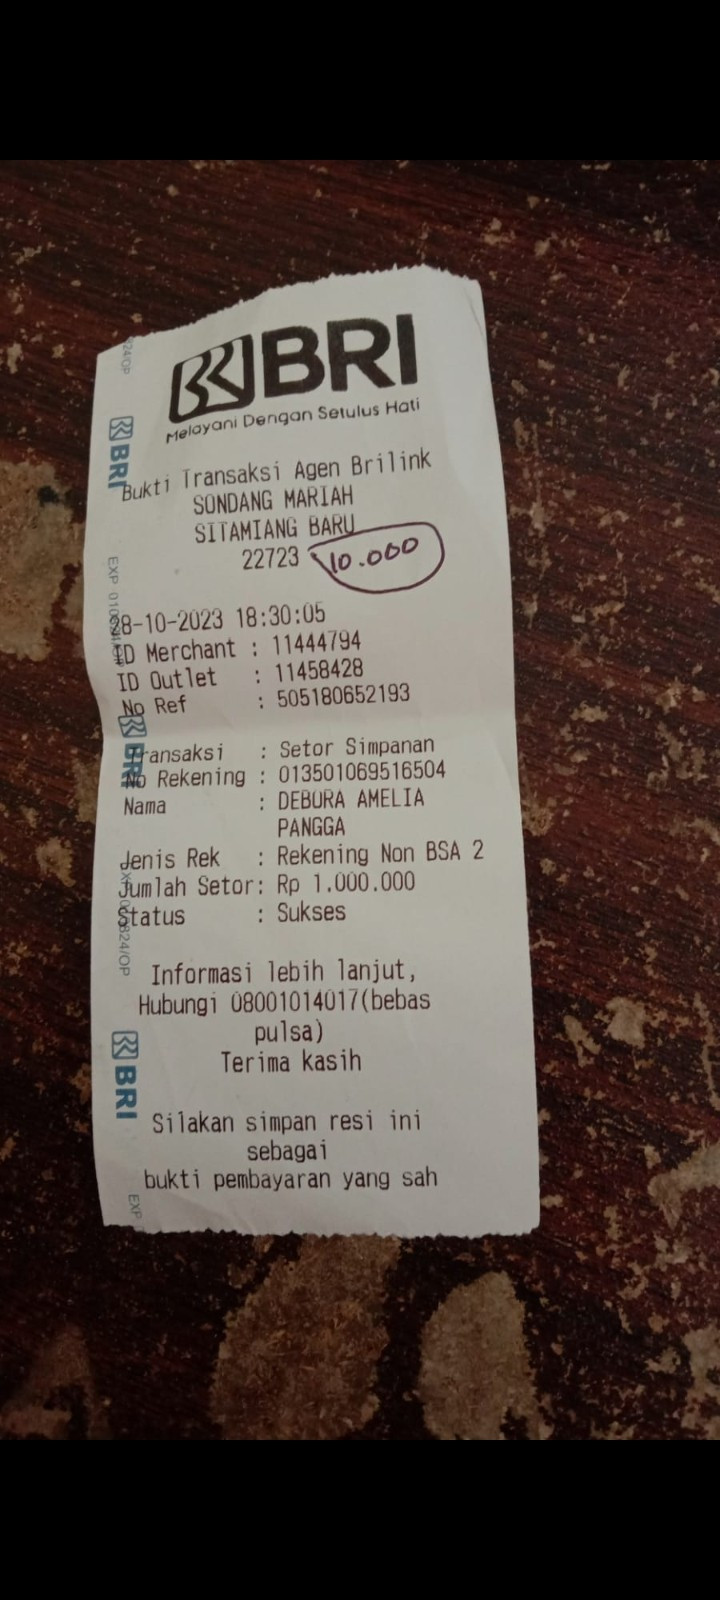 BRI
Melayani Dengan Setulus Hati
Bukti Transaksi Agen Brilink
SONDANG MARIAH
SITAMIANG BARU
22723 10.000
28-10-2023 18:30:05
ID Merchant : 11444794
ID Outlet : 11458428
No Ref : 505180652193
Transaksi : Setor Simpanan
No Rekening : 013501069516504
Nama : DEBORA AMELIA
PANGGA
Jenis Rek : Rekening Non BSA 2
Jumlah Setor: Rp 1.000.000
Status : Sukses
Informasi lebih lanjut,
Hubungi 08001014017(bebas
pulsa)
Terima kasih
Silakan simpan resi ini
sebagai
bukti pembayaran yang sah
BRI
BRI
BRI